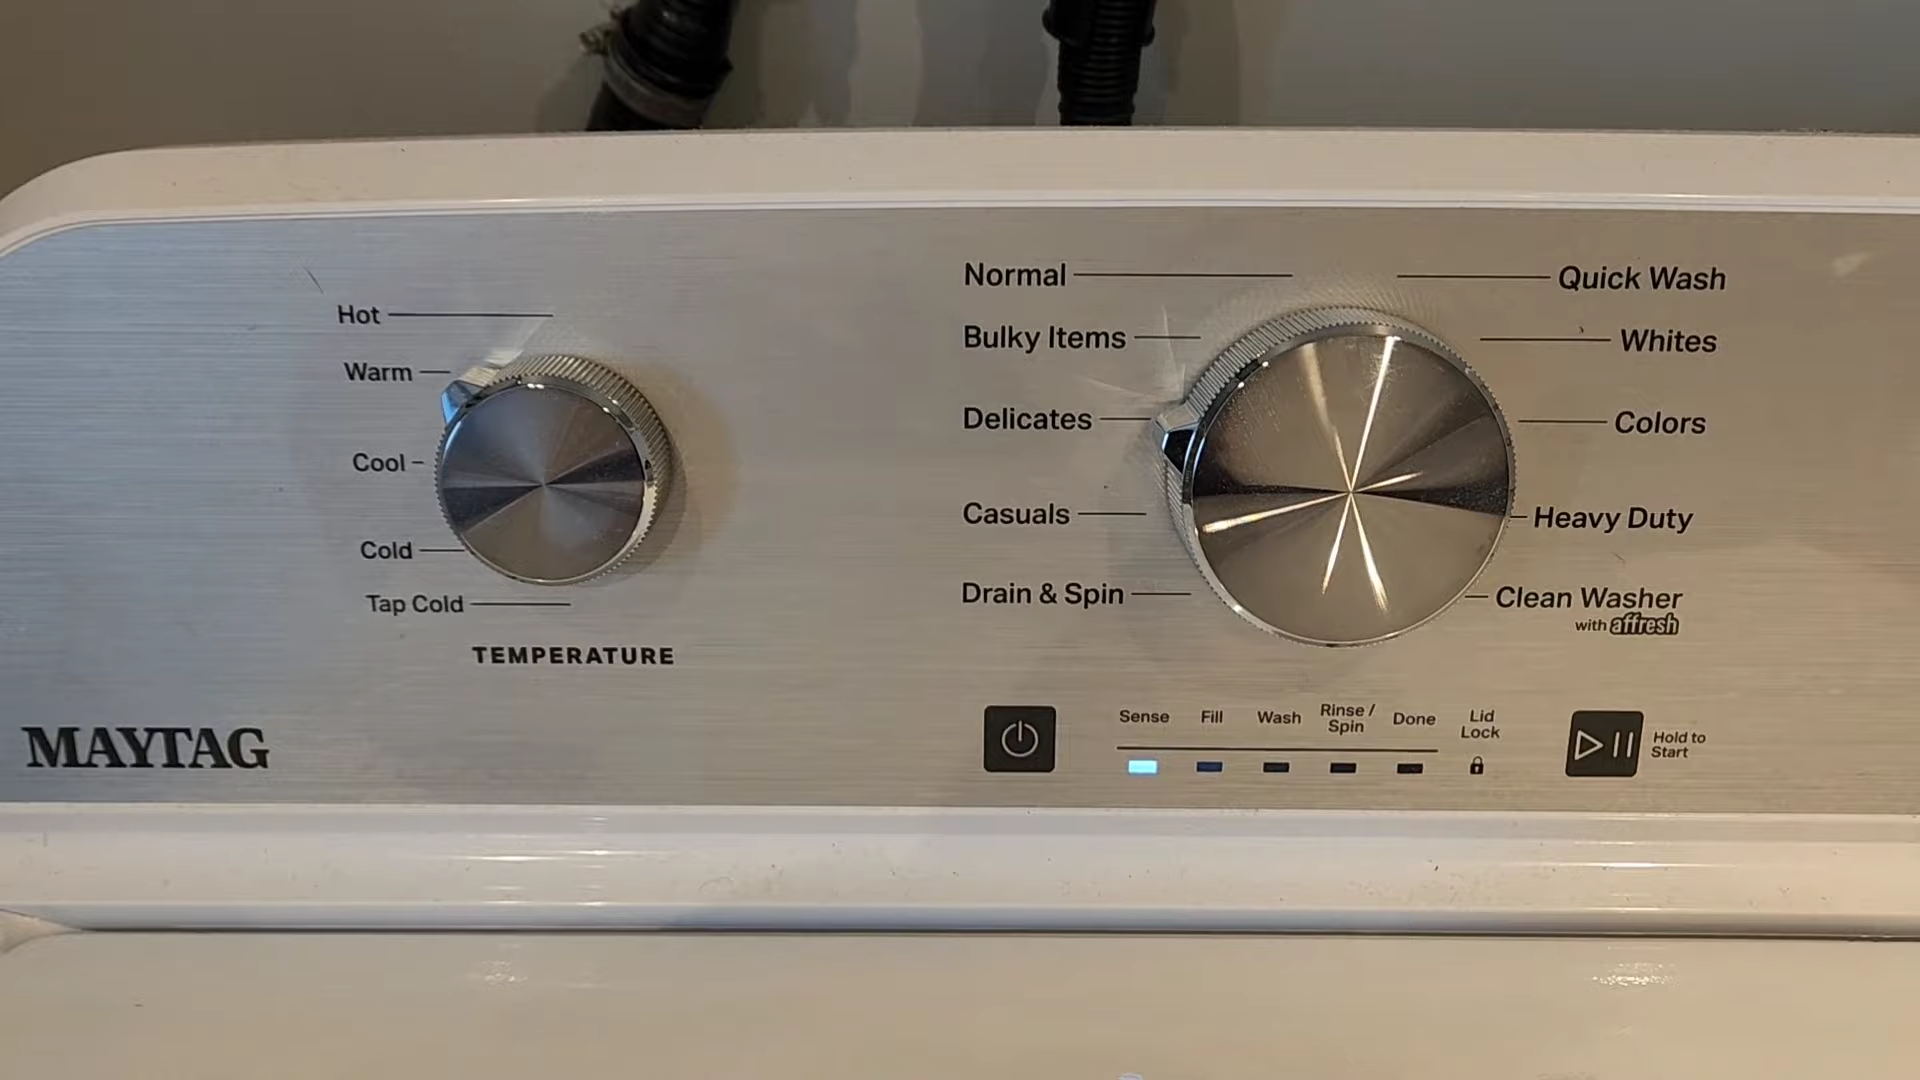 Hot
Warm
Cool
Cold
Tap Cold
TEMPERATURE
MAYTAG
Normal
Bulky Items
Delicates
Casuals
Drain & Spin
Quick Wash
Whites
Colors
Heavy Duty
Clean Washer
with affresh
Sense
Fill
Wash
Rinse /
Spin
Done
Lid
Lock
Hold to
Start